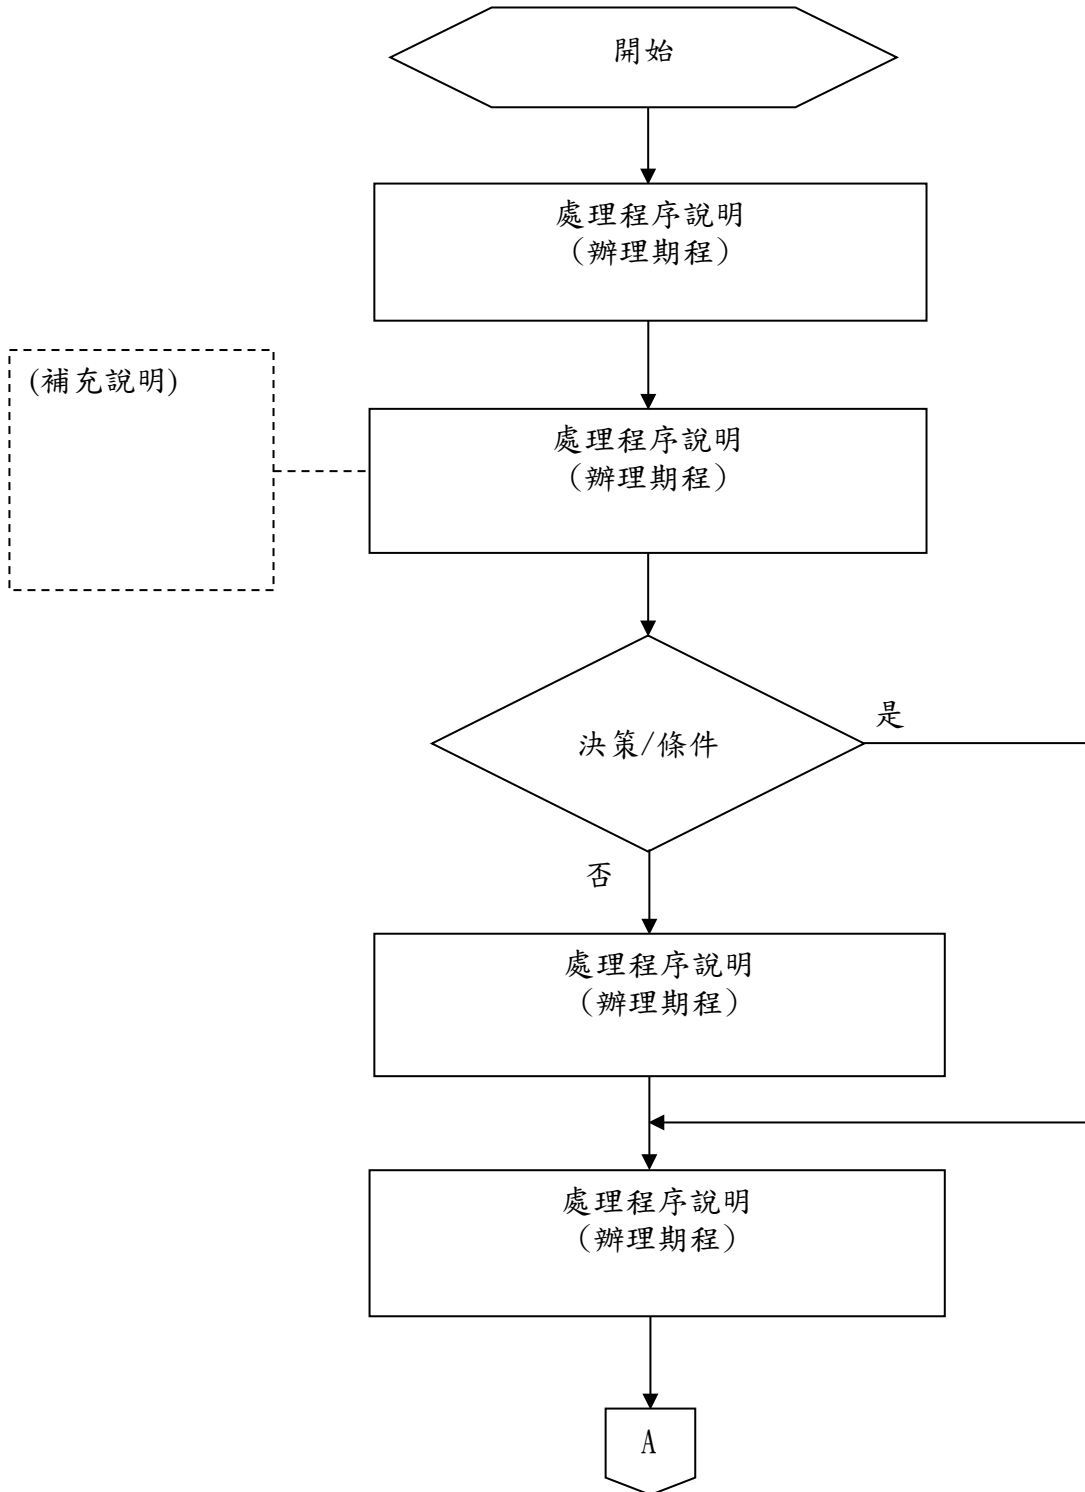 開始
處理程序說明
（辦理期程）
(補充說明)
處理程序說明
（辦理期程）
決策/條件
是
否
處理程序說明
（辦理期程）
處理程序說明
（辦理期程）
A